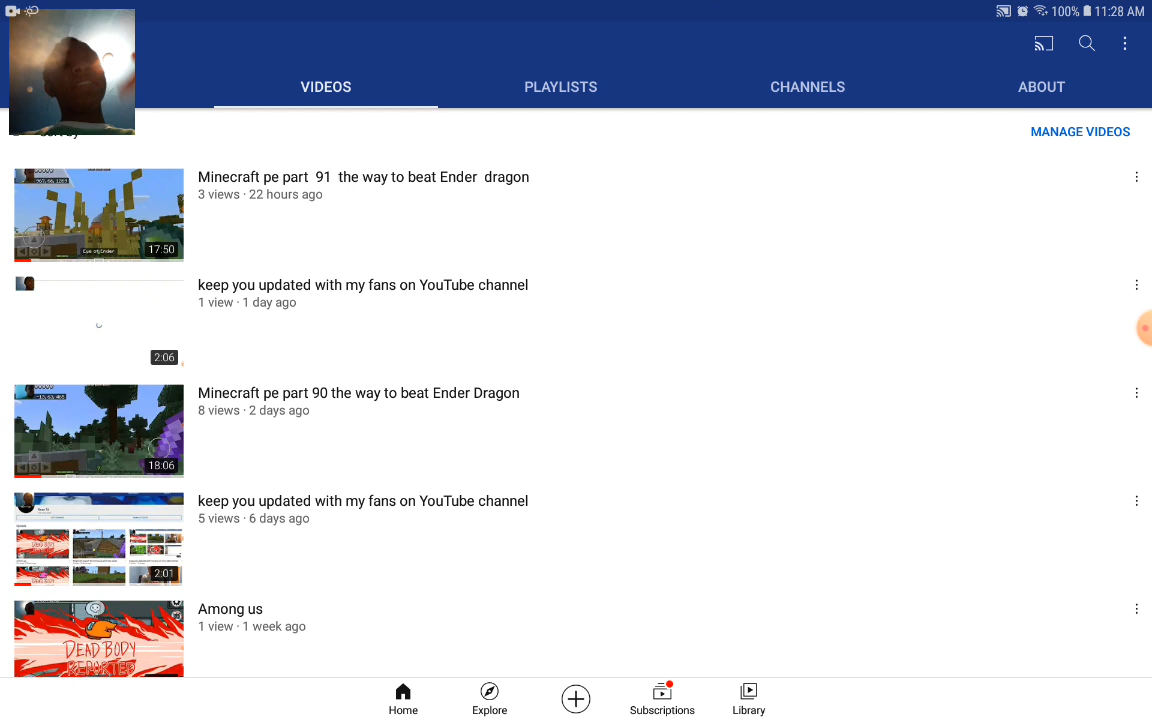 100% 11:28 AM
VIDEOS PLAYLISTS CHANNELS ABOUT
MANAGE VIDEOS
Minecraft pe part 91 the way to beat Ender dragon
3 views · 22 hours ago
Eye of Ender
17:50
keep you updated with my fans on YouTube channel
1 view · 1 day ago
2:06
Minecraft pe part 90 the way to beat Ender Dragon
8 views · 2 days ago
18:06
keep you updated with my fans on YouTube channel
5 views · 6 days ago
2:01
Among us
1 view · 1 week ago
DEAD BODY
REPORTED
Home Explore Subscriptions Library